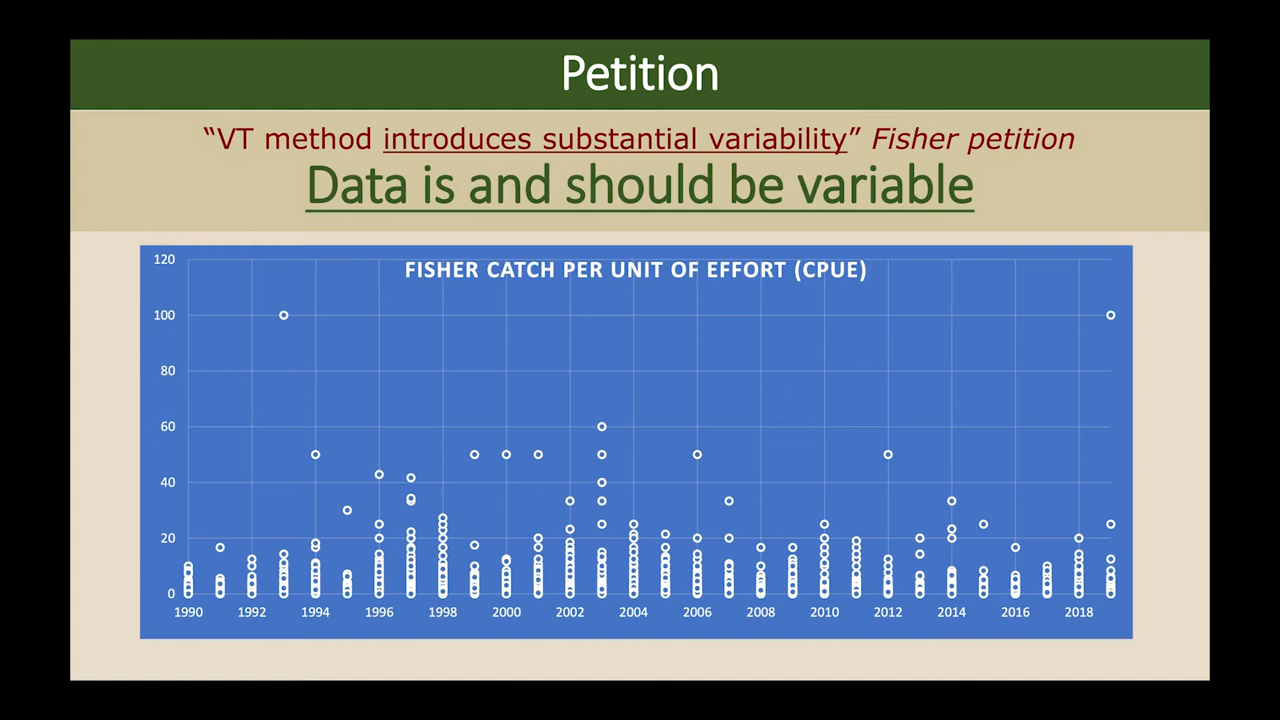 Petition
“VT method introduces substantial variability” Fisher petition
Data is and should be variable
FISHER CATCH PER UNIT OF EFFORT (CPUE)
120
100
80
60
40
20
0
1990 1992 1994 1996 1998 2000 2002 2004 2006 2008 2010 2012 2014 2016 2018